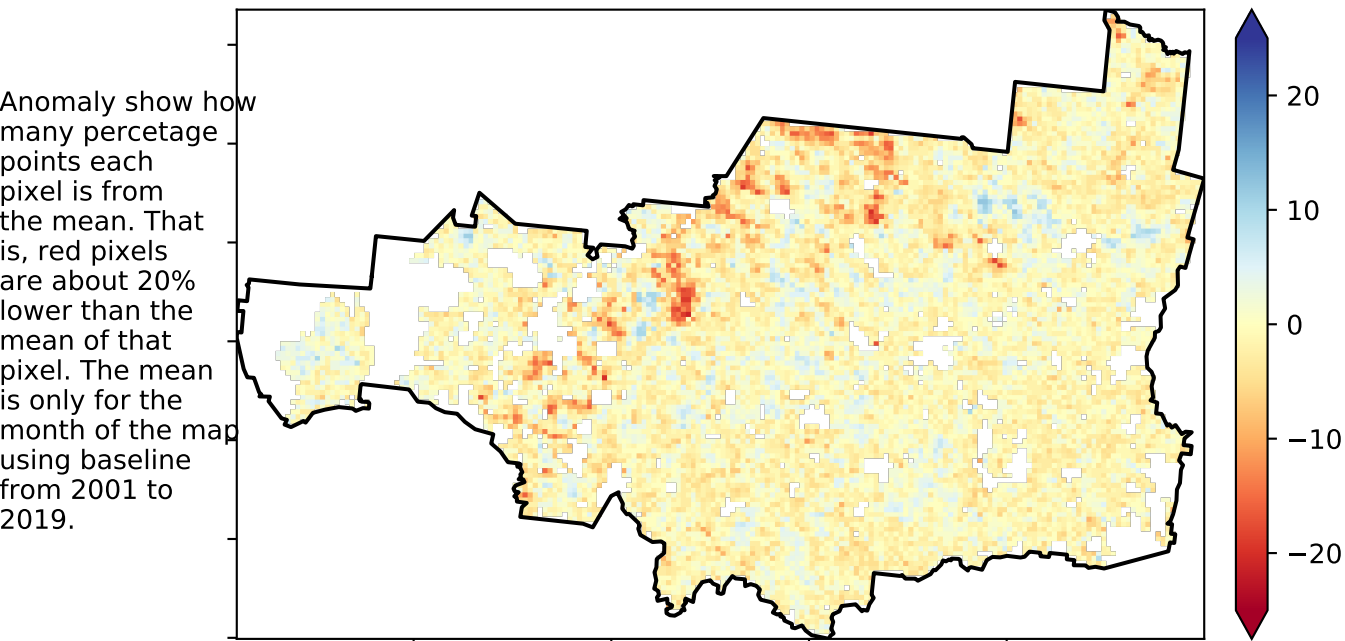 Anomaly show how
many percetage
points each
pixel is from
the mean. That
is, red pixels
are about 20%
lower than the
mean of that
pixel. The mean
is only for the
month of the map
using baseline
from 2001 to
2019.
20
10
0
−10
−20